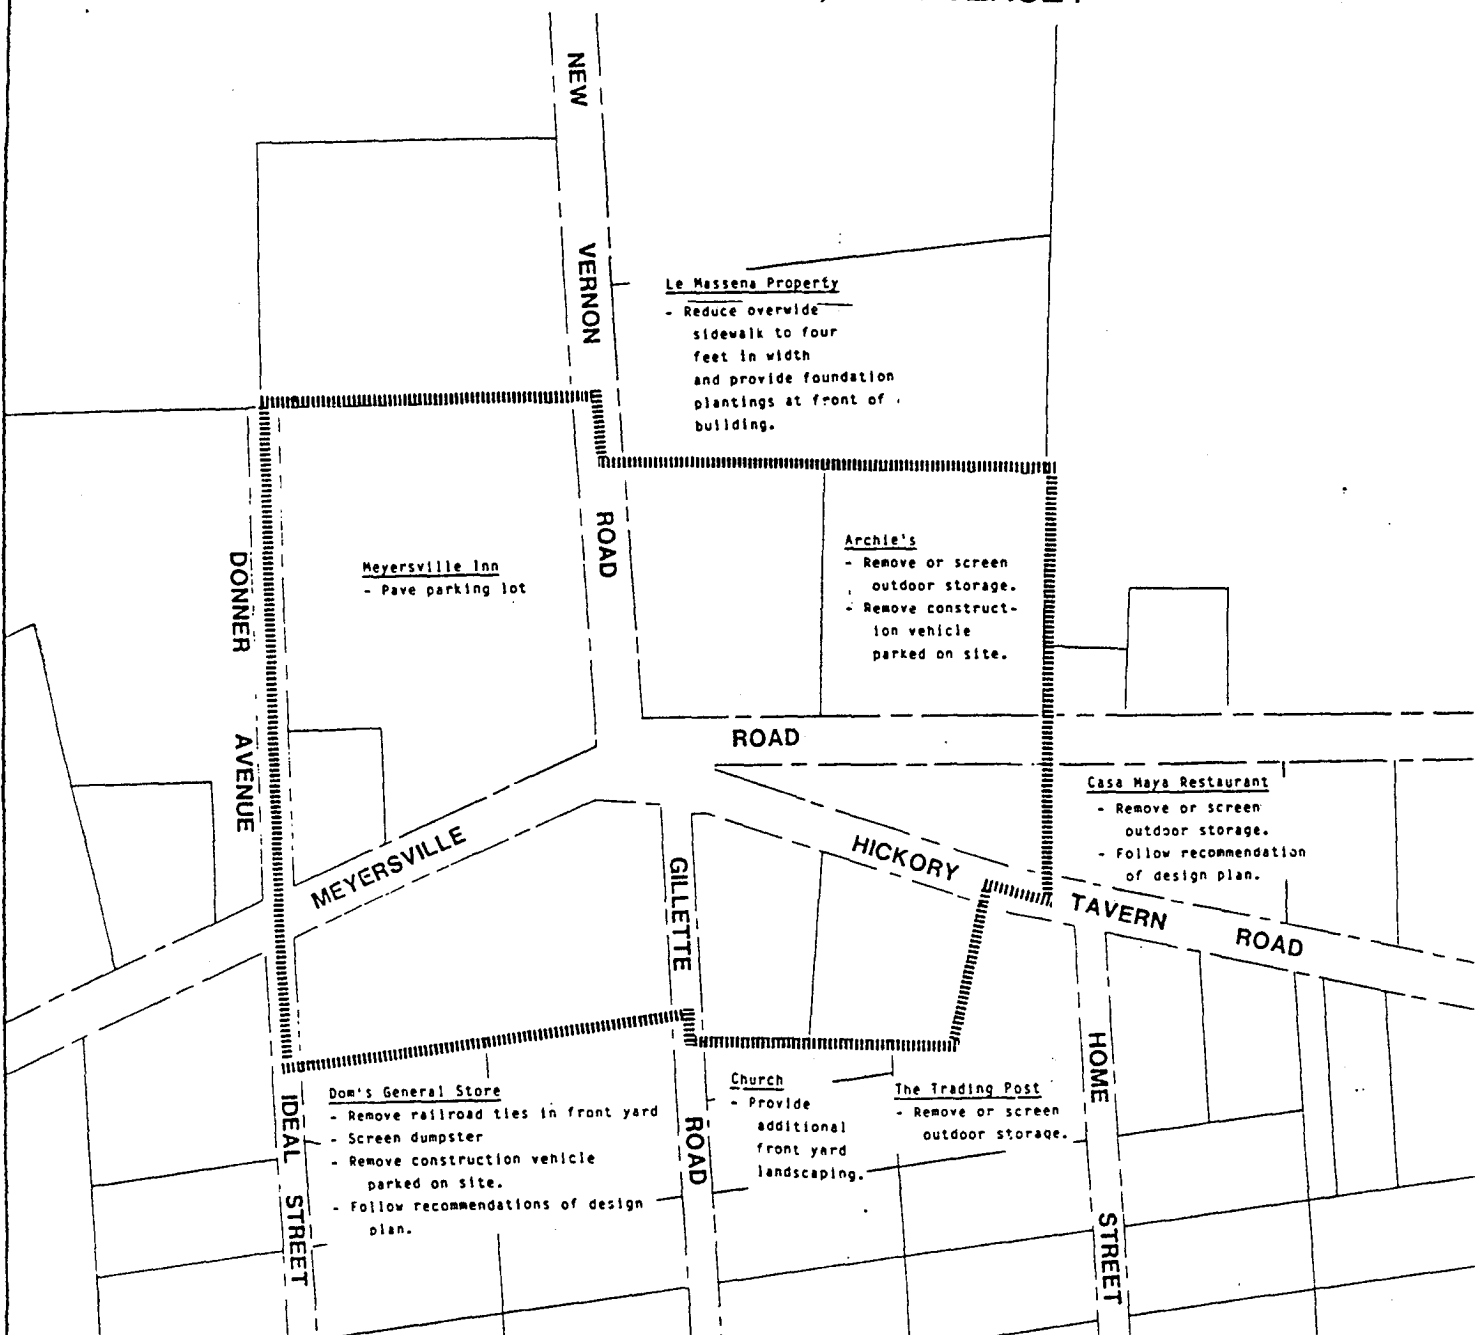 NEW
VERNON
ROAD
Le Massena Property
- Reduce overwide
sidewalk to four
feet in width
and provide foundation
plantings at front of
building.
Archie's
- Remove or screen
outdoor storage.
- Remove construct-
ion vehicle
parked on site.
Meyersville Inn
- Pave parking lot
DONNER
AVENUE
MEYERSVILLE
ROAD
Casa Maya Restaurant
- Remove or screen
outdoor storage.
- Follow recommendation
of design plan.
HICKORY
TAVERN
ROAD
GILLETTE
ROAD
HOME
STREET
IDEAL
STREET
Dom's General Store
- Remove railroad ties in front yard
- Screen dumpster
- Remove construction vehicle
parked on site.
- Follow recommendations of design
plan.
Church
- Provide
additional
front yard
landscaping.
The Trading Post
- Remove or screen
outdoor storage.